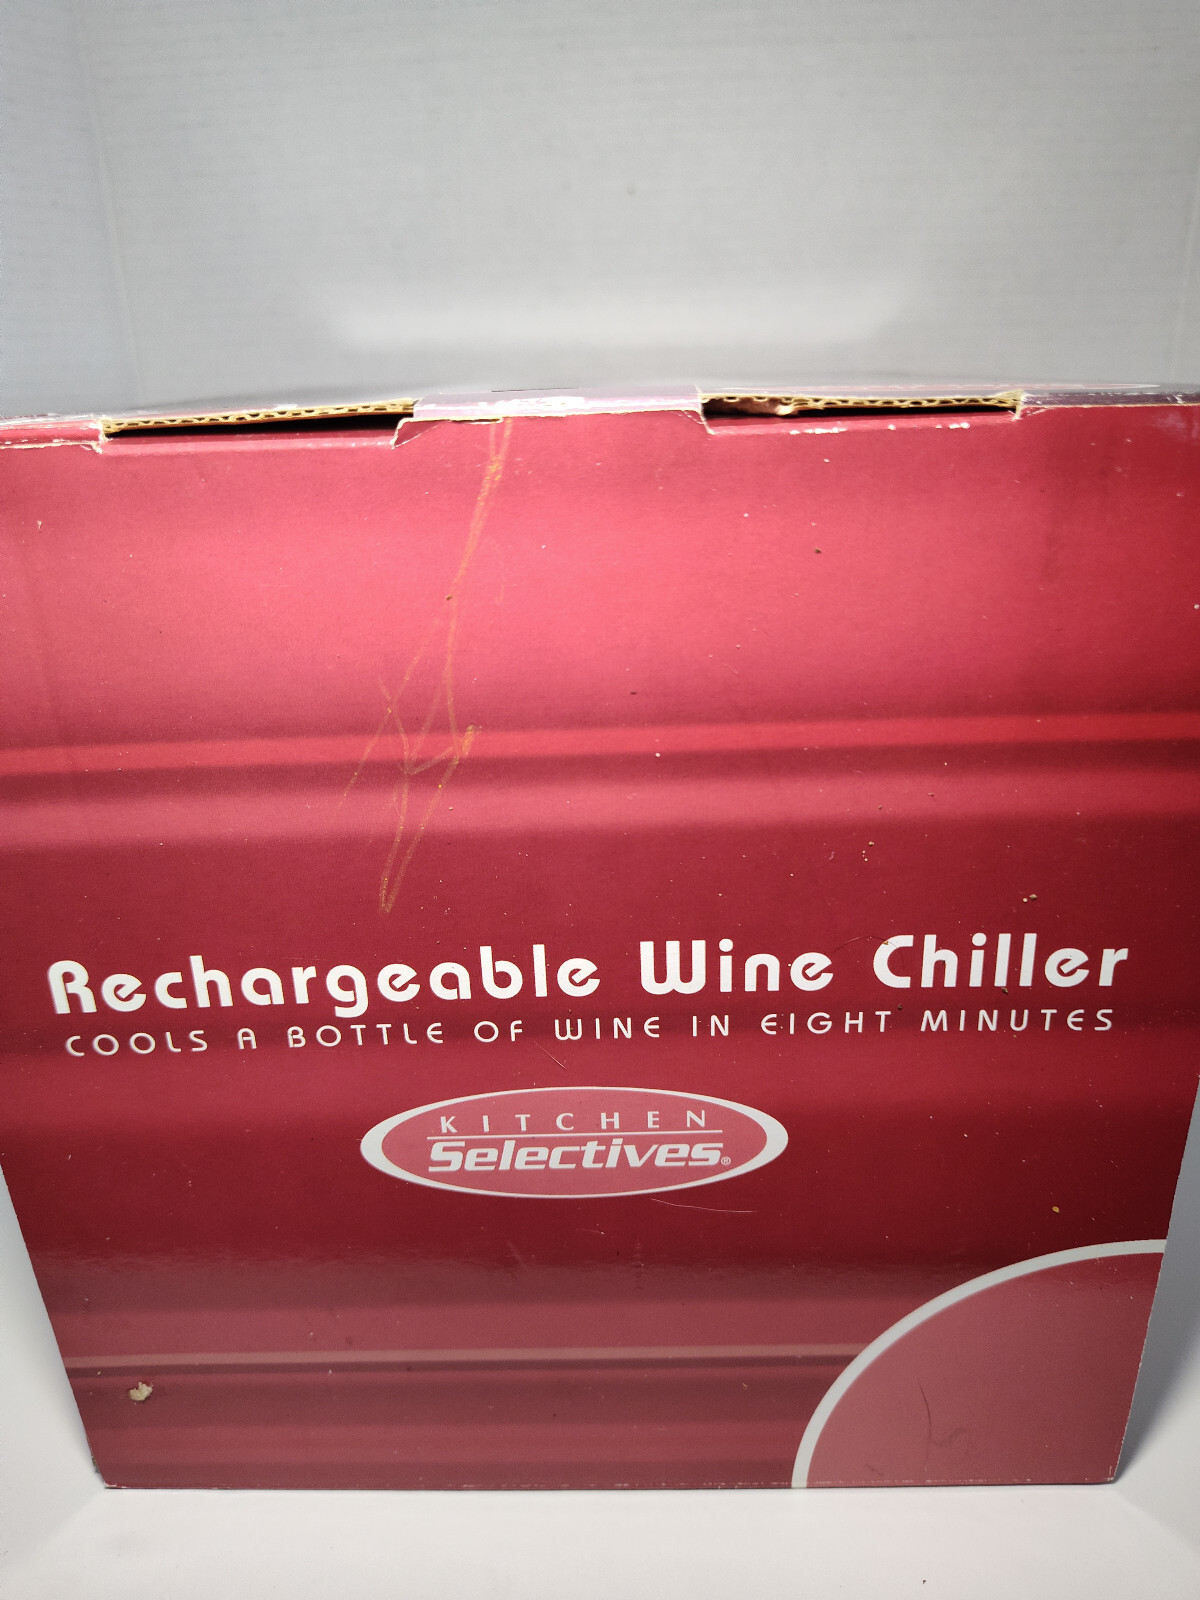 Rechargeable Wine Chiller
COOLS A BOTTLE OF WINE IN EIGHT MINUTES
KITCHEN
Selectives®